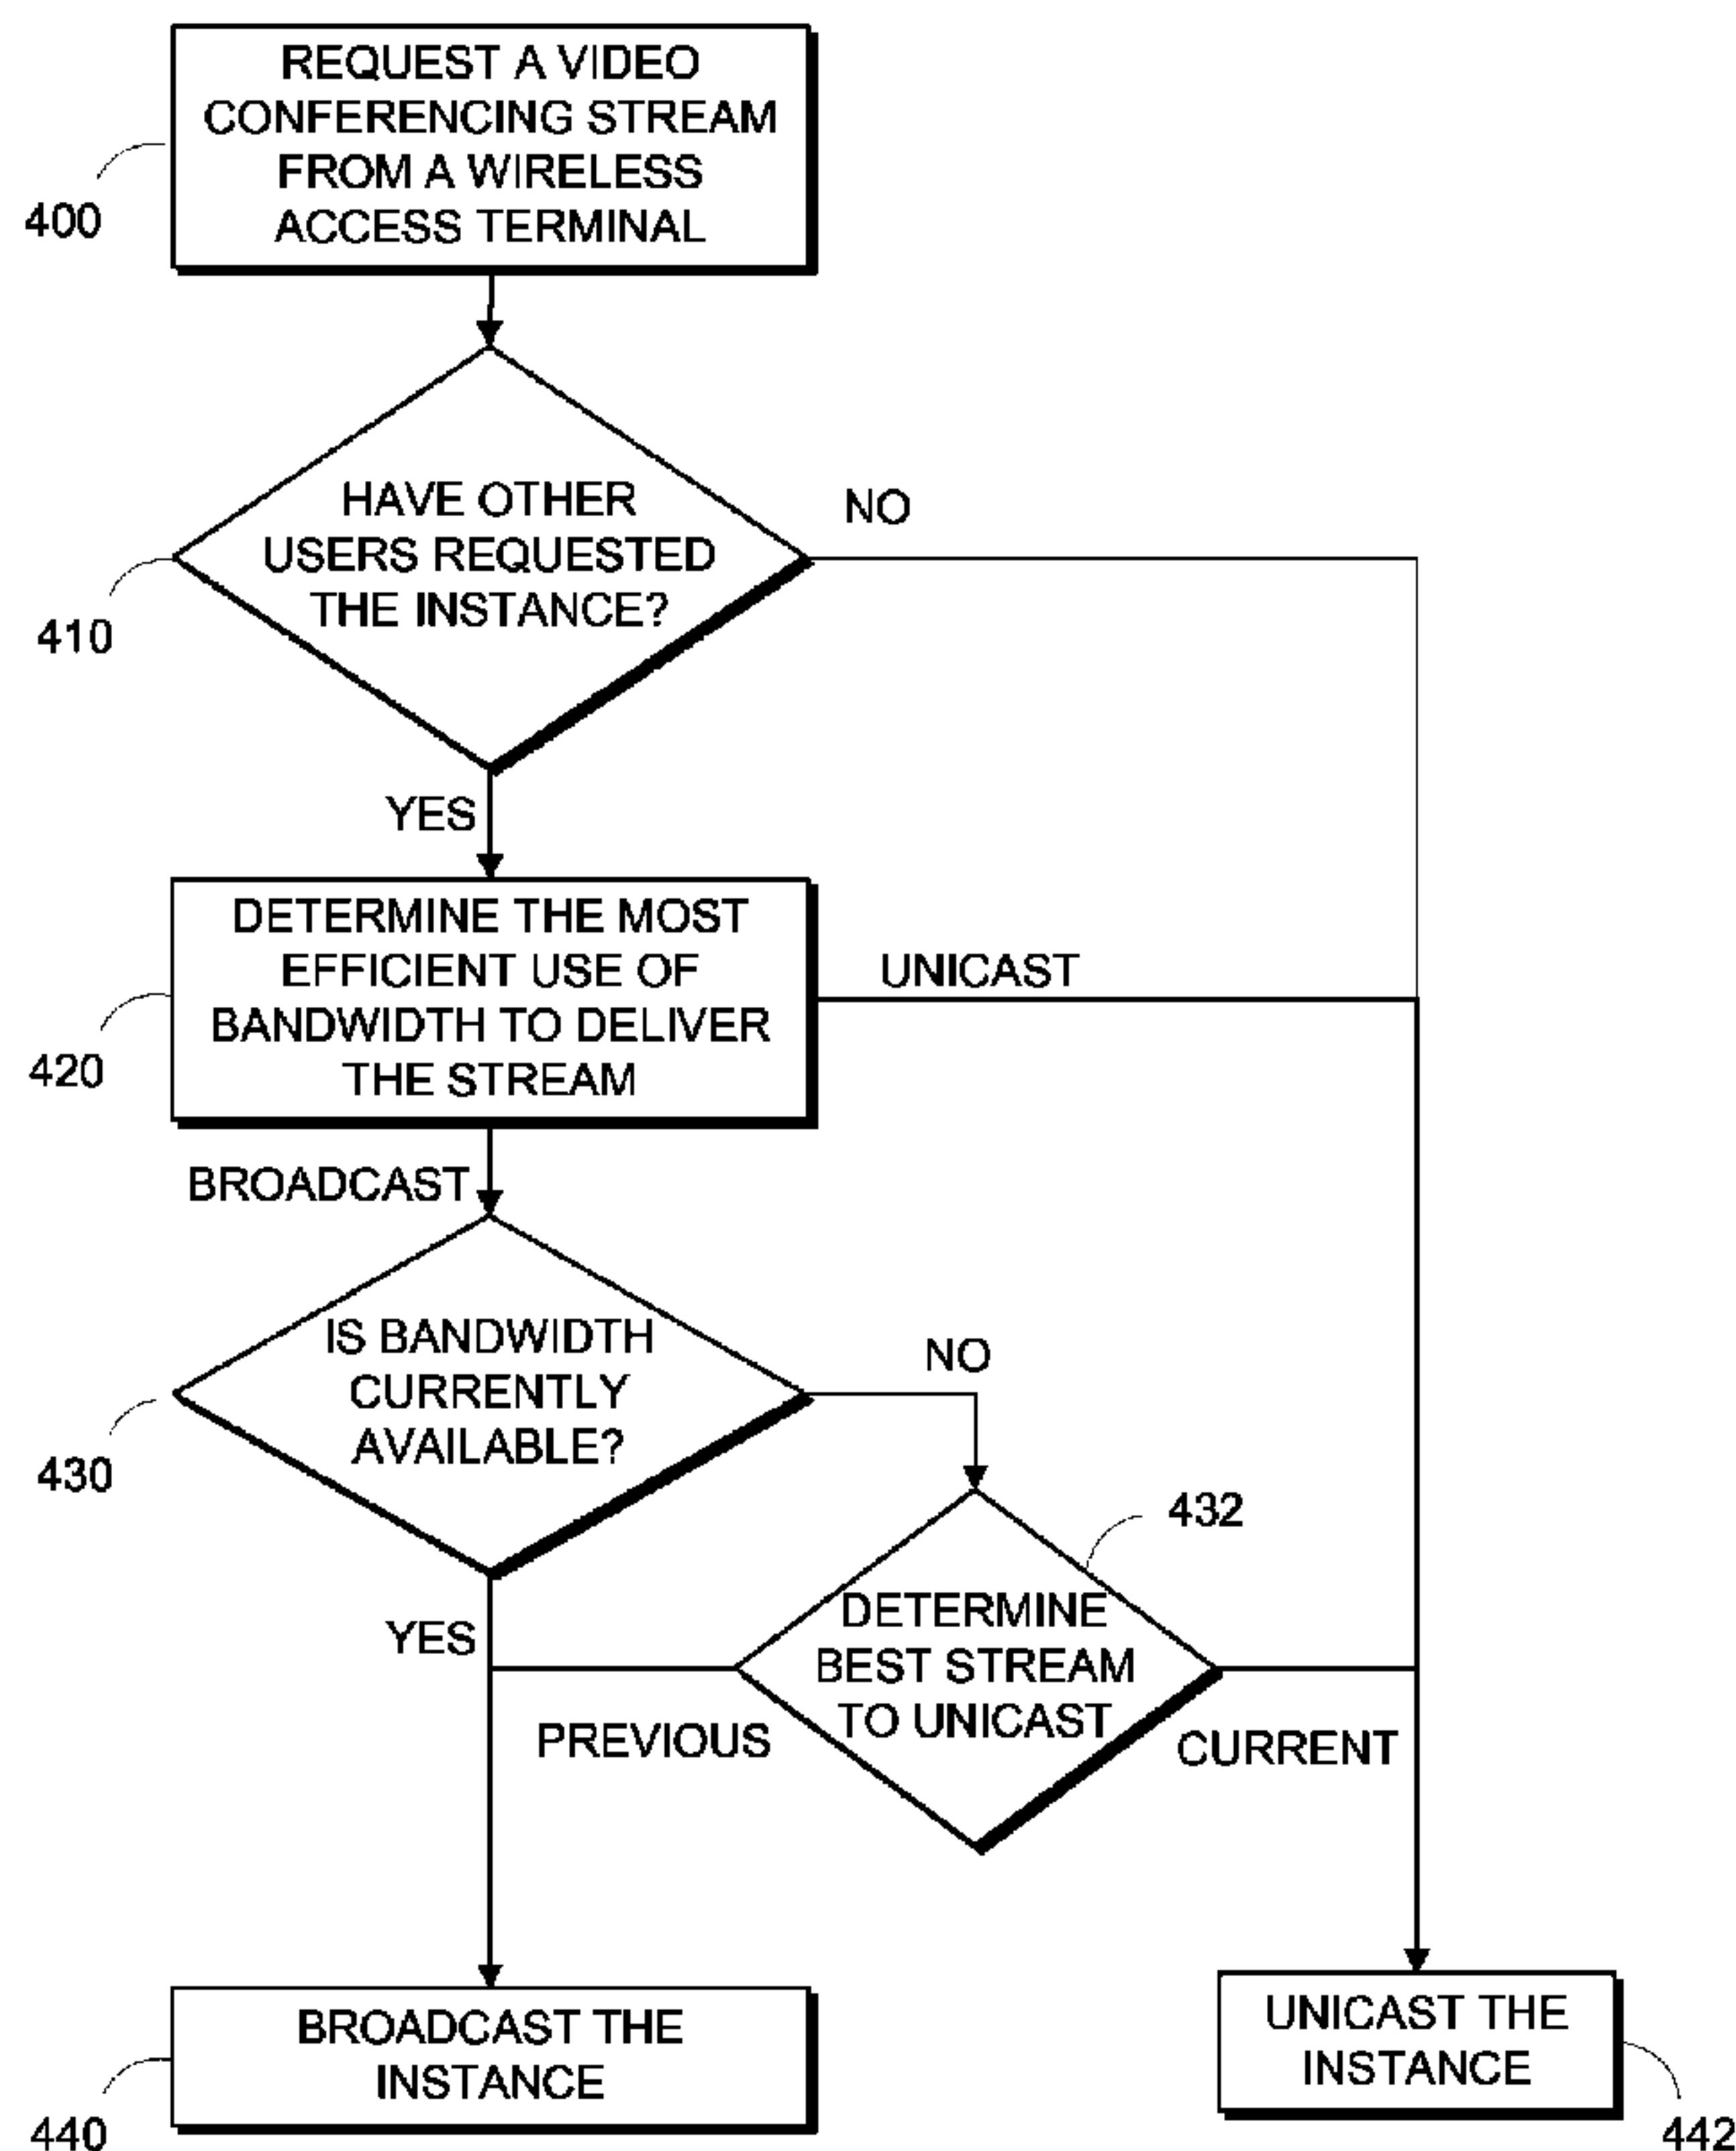 REQUEST A VIDEO
CONFERENCING STREAM
FROM A WIRELESS
ACCESS TERMINAL
400
HAVE OTHER
USERS REQUESTED
THE INSTANCE?
NO
410
YES
DETERMINE THE MOST
EFFICIENT USE OF
BANDWIDTH TO DELIVER
THE STREAM
UNICAST
420
BROADCAST
IS BANDWIDTH
CURRENTLY
AVAILABLE?
NO
430
432
YES
DETERMINE
BEST STREAM
TO UNICAST
PREVIOUS
CURRENT
BROADCAST THE
INSTANCE
440
UNICAST THE
INSTANCE
442